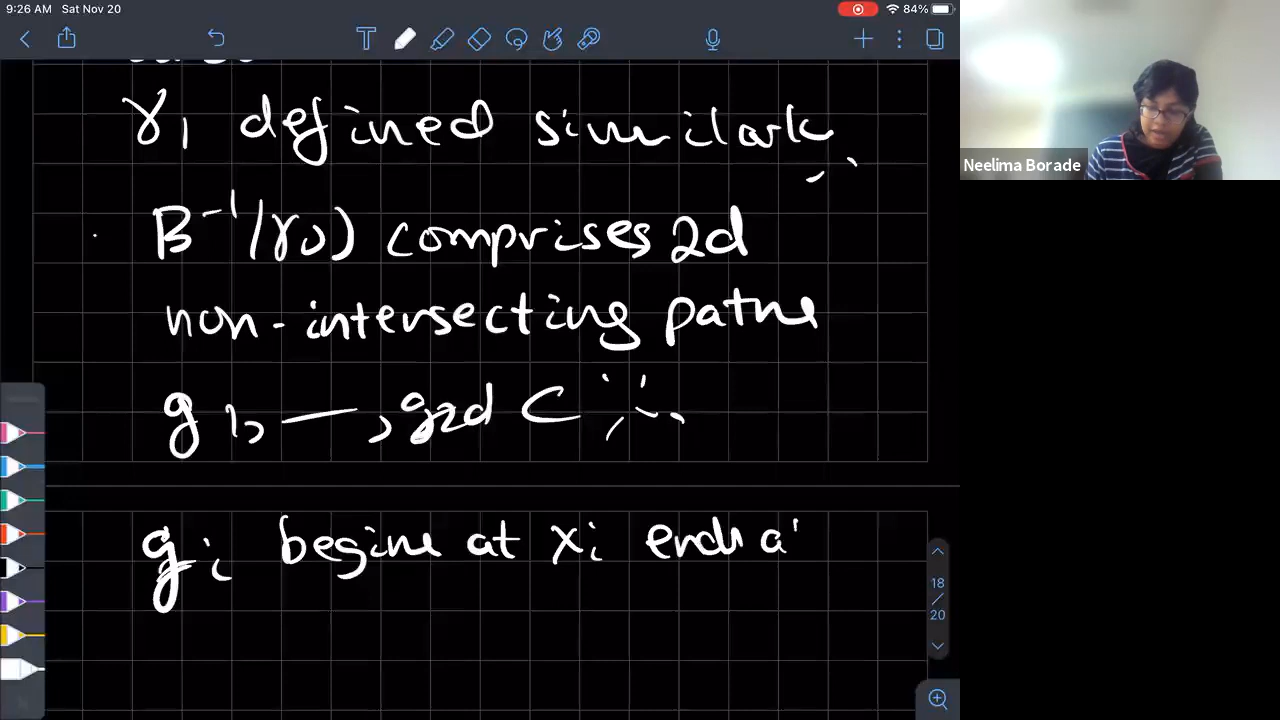 9:26 AM Sat Nov 20
84%
T
γ1 defined similarly
B⁻¹(γ0) comprises 2d
non-intersecting paths
g1, —, g2d ⊂
gi begins at xi ends at
18
20
Neelima Borade